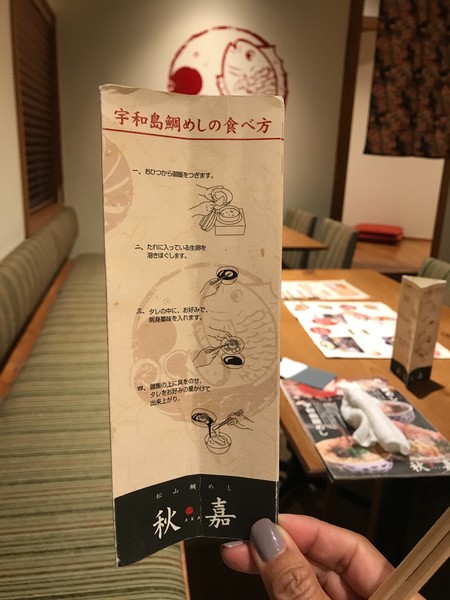 宇和島鯛めしの食べ方
一、おひつから御飯をつぎます。
二、たれに入っている生卵を
溶きほぐします。
三、タレの中に、お好みで、
刺身薬味を入れます。
四、御飯の上に具をのせ、
タレをお好みの量かけて
出来上がり。
松山鯛めし
秋嘉